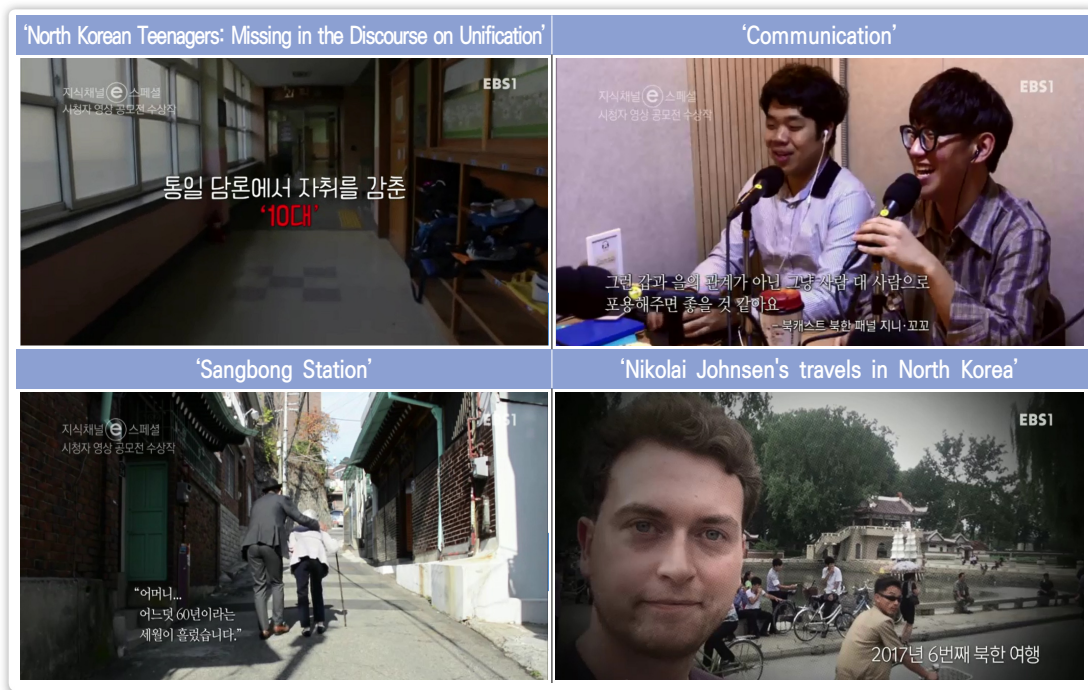 ‘North Korean Teenagers: Missing in the Discourse on Unification’
EBS1
지식채널 e 스페셜
시청자 영상 공모전 수상작
통일 담론에서 자취를 감춘
‘10대’
‘Communication’
EBS1
지식채널 e 스페셜
시청자 영상 공모전 수상작
그런 갑과 을의 관계가 아닌 그냥 사람 대 사람으로
포용해주면 좋을 것 같아요
- 북캐스트 북한 패널 지니·꼬꼬
‘Sangbong Station’
EBS1
지식채널 e 스페셜
시청자 영상 공모전 수상작
“어머니...
어느덧 60년이라는
세월이 흘렀습니다.”
‘Nikolai Johnsen's travels in North Korea’
EBS1
2017년 6번째 북한 여행